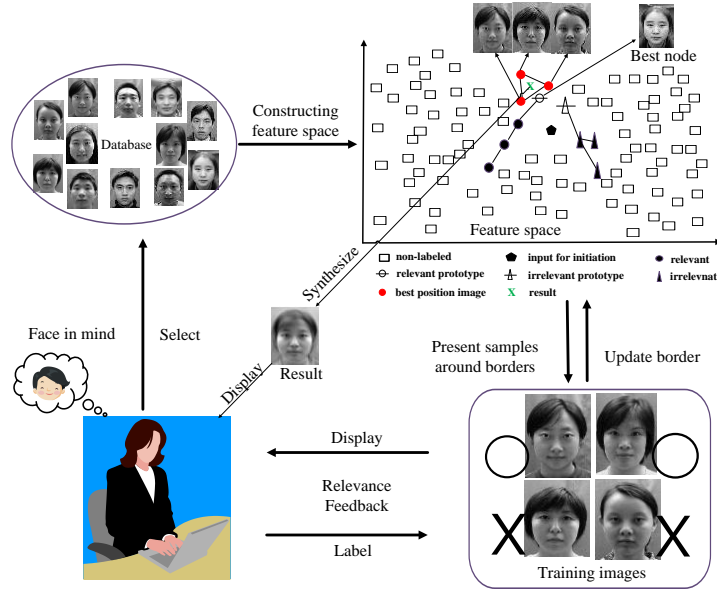 Best node
Database
Constructing
feature space
X
Feature space
non-labeled
input for initiation
relevant
relevant prototype
irrelevant prototype
irrelevnat
best position image
X
result
Synthesize
Face in mind
Select
Result
Display
Present samples
around borders
Update border
Display
Relevance
Feedback
Label
X
X
Training images